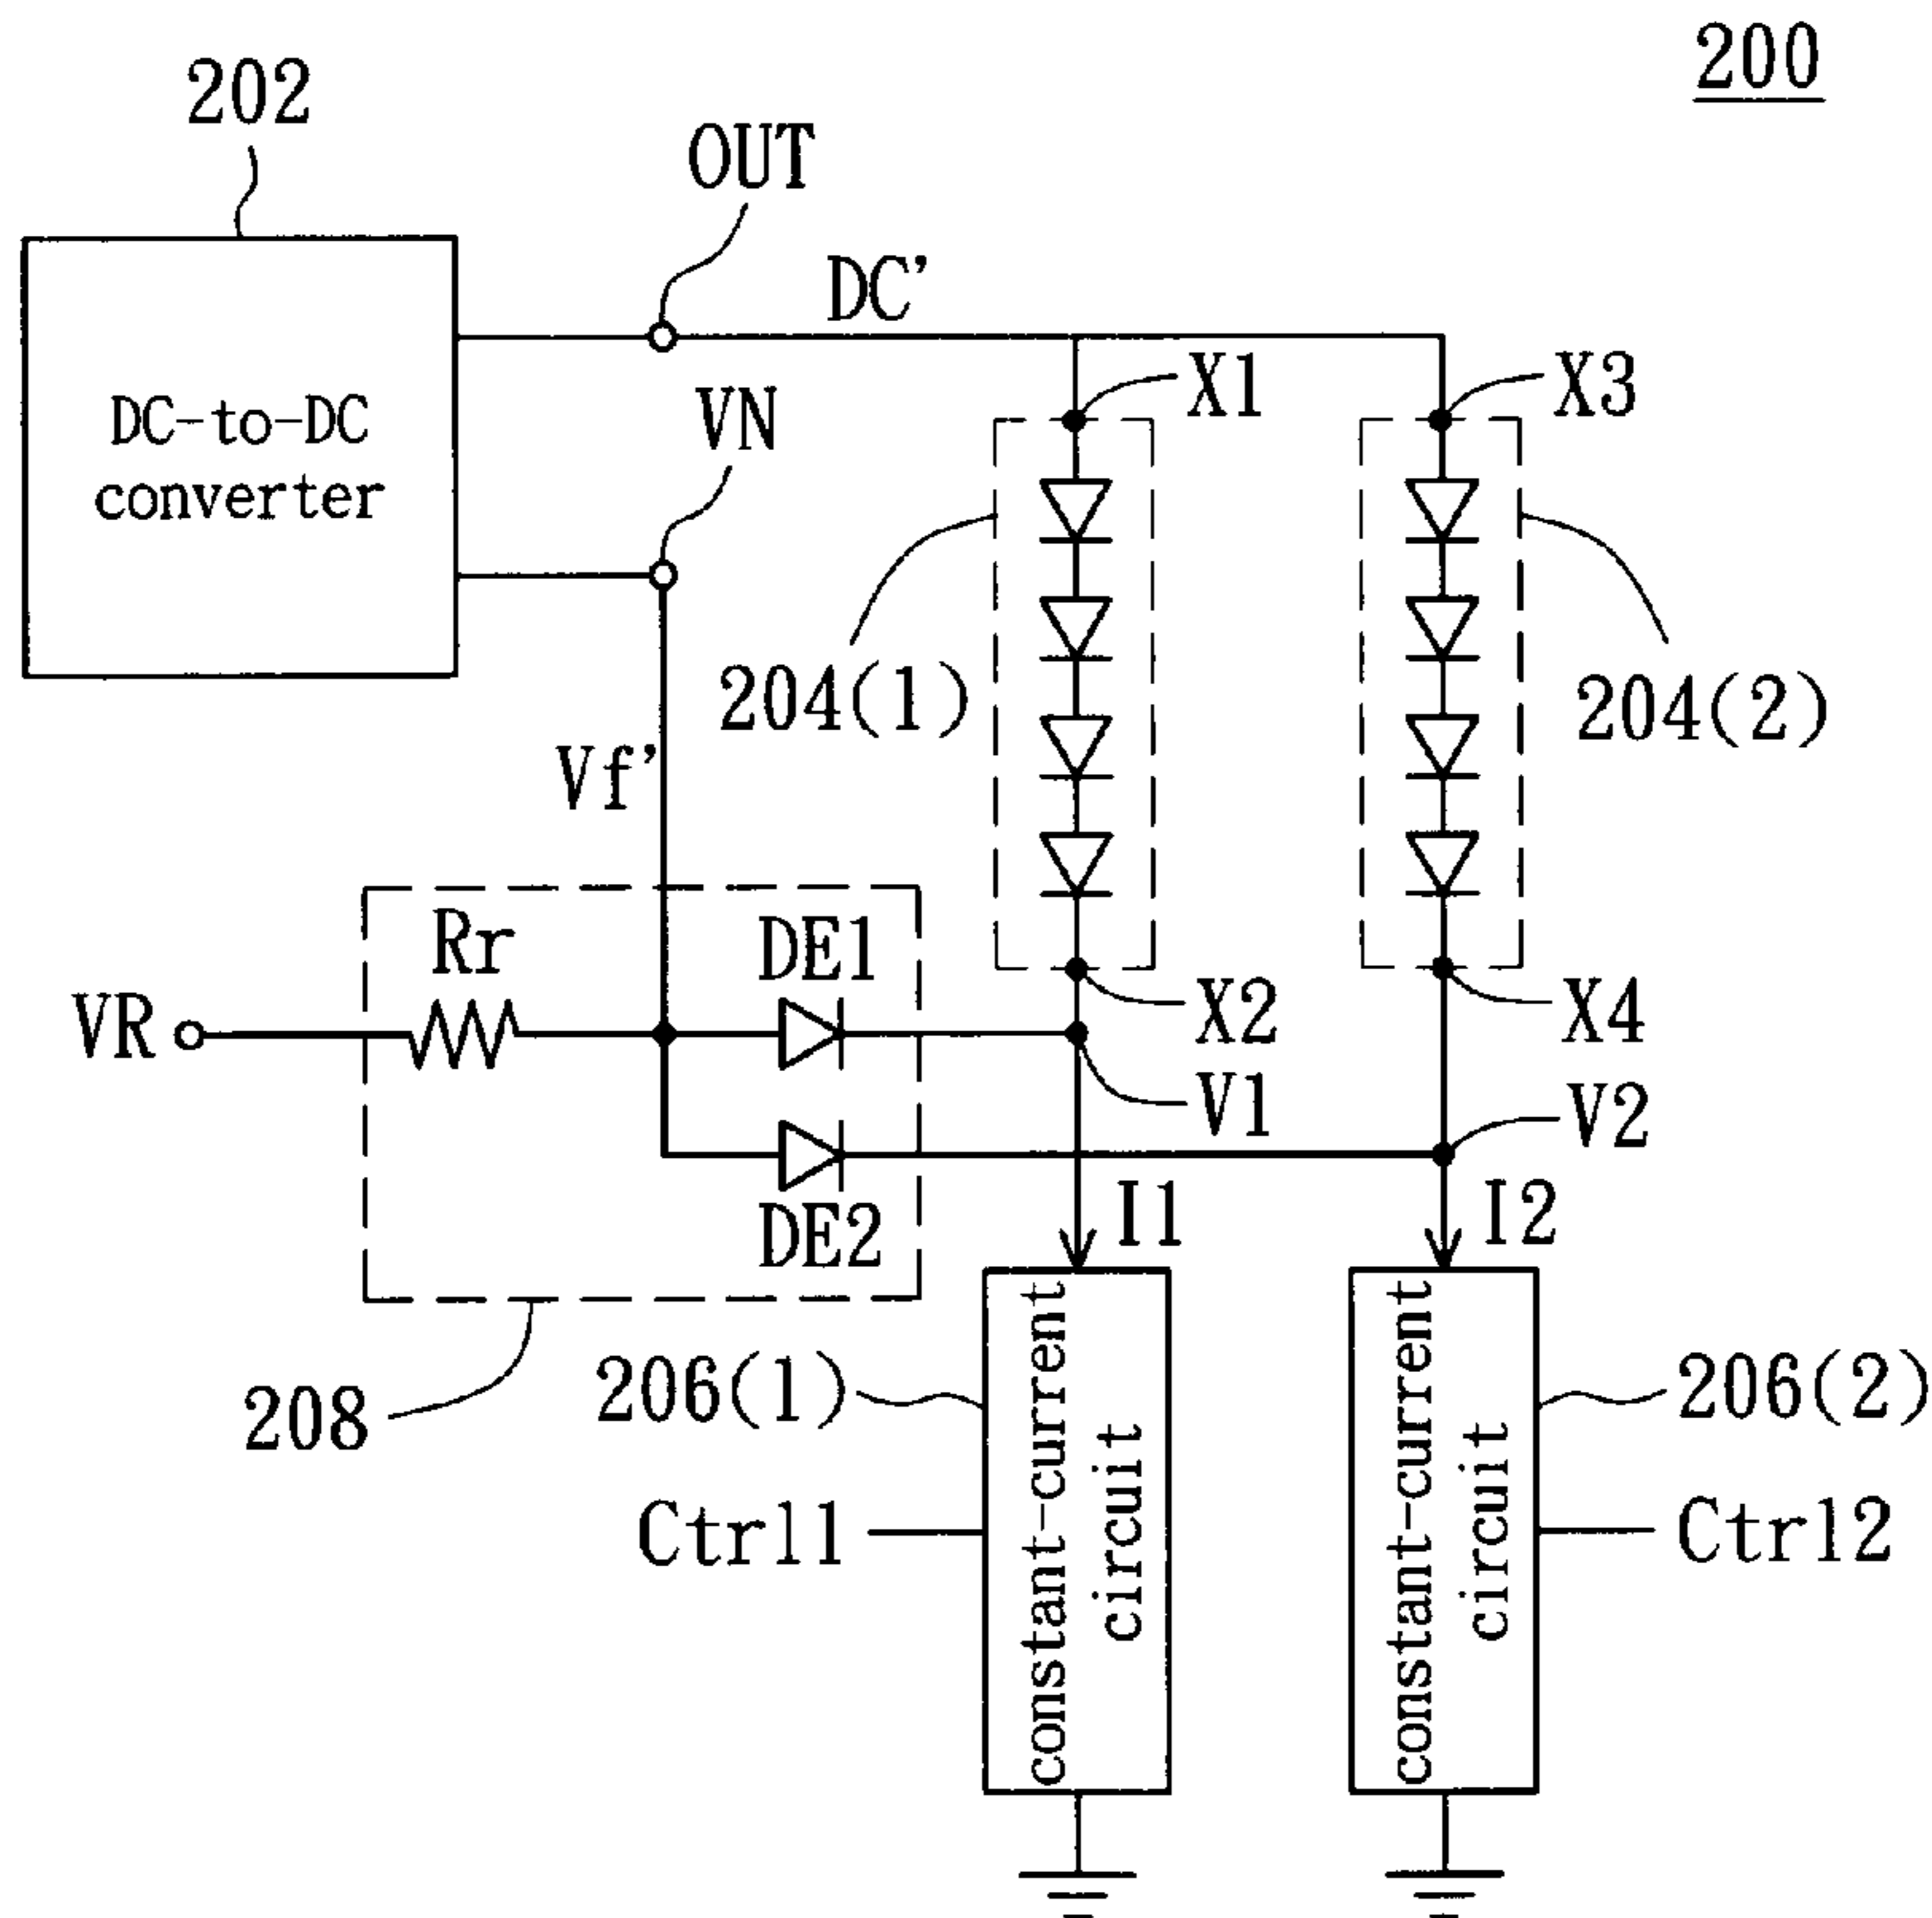 200
202
OUT
DC'
X1
X3
VN
DC-to-DC
converter
204(1)
204(2)
Vf'
Rr
DE1
VR
X2
X4
V1
V2
DE2
I1
I2
208
206(1)
206(2)
constant-current
circuit
constant-current
circuit
Ctrl1
Ctrl2